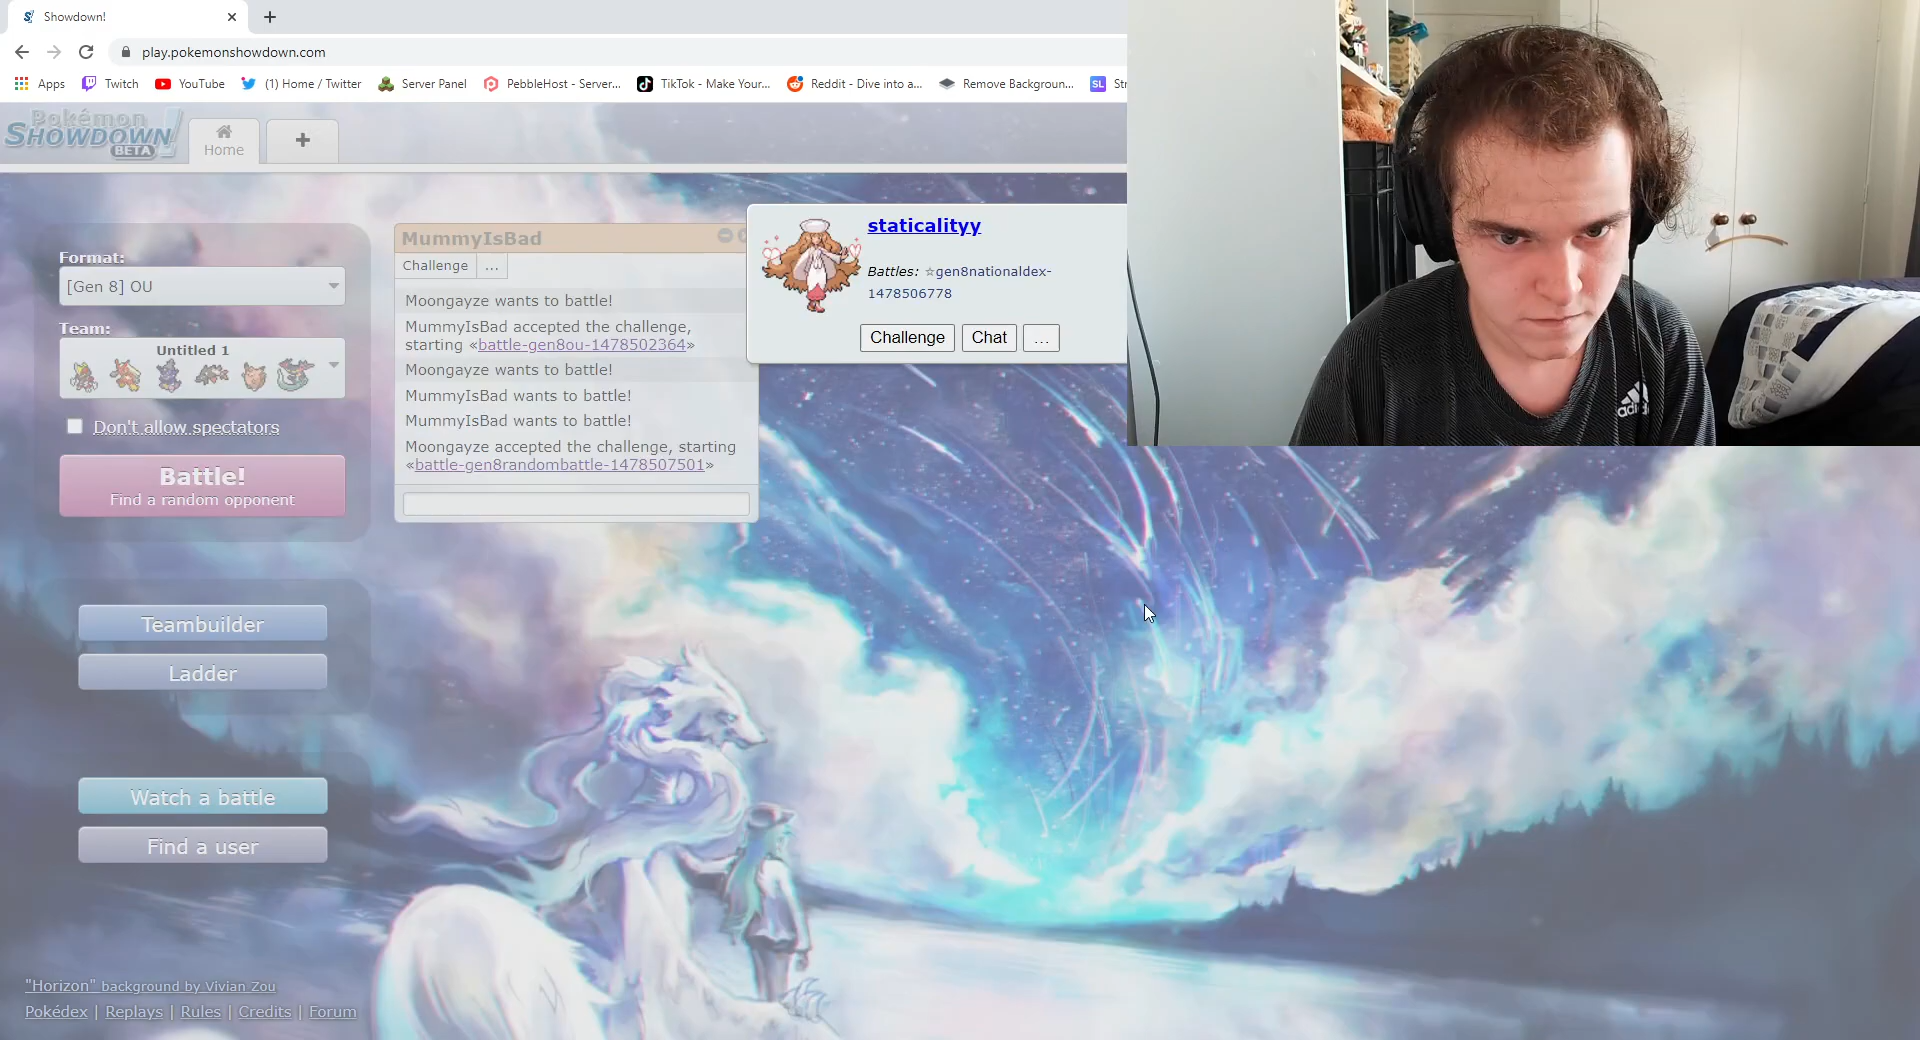 Showdown!
play.pokemonshowdown.com
Apps
Twitch
YouTube
(1) Home / Twitter
Server Panel
PebbleHost - Server...
TikTok - Make Your...
Reddit - Dive into a...
Remove Backgroun...
SL
Str
Pokémon
SHOWDOWN!
BETA
Home
Format:
[Gen 8] OU
Team:
Untitled 1
Don't allow spectators
Battle!
Find a random opponent
Teambuilder
Ladder
Watch a battle
Find a user
MummyIsBad
Challenge ...
Moongayze wants to battle!
MummyIsBad accepted the challenge,
starting «battle-gen8ou-1478502364»
Moongayze wants to battle!
MummyIsBad wants to battle!
MummyIsBad wants to battle!
Moongayze accepted the challenge, starting
«battle-gen8randombattle-1478507501»
staticalityy
Battles: ☆gen8nationaldex-
1478506778
Challenge
Chat
...
adidas
"Horizon" background by Vivian Zou
Pokédex | Replays | Rules | Credits | Forum